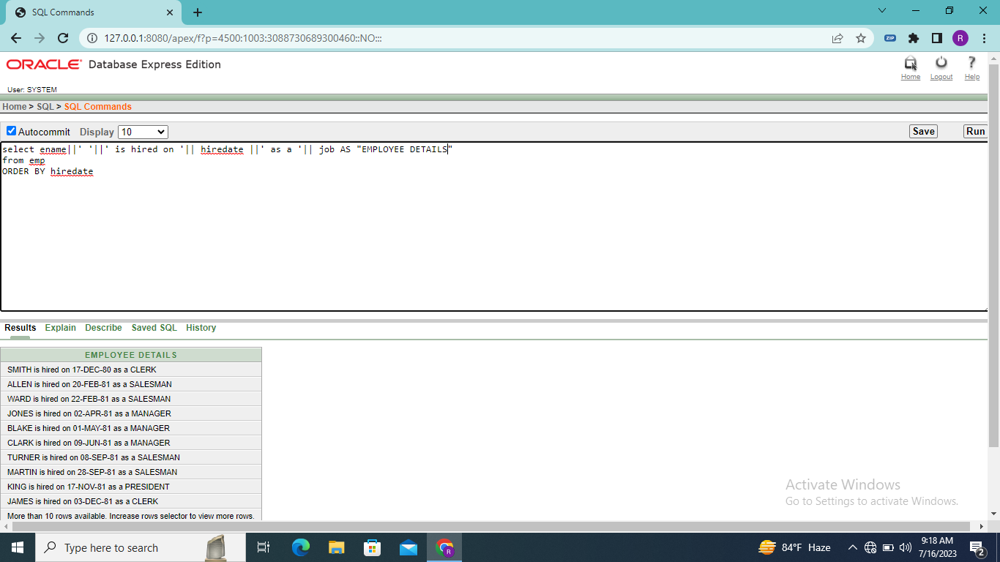 SQL Commands
127.0.0.1:8080/apex/f?p=4500:1003:3088730689300460::NO:::
ZIP
R
ORACLE Database Express Edition
Home Logout Help
User: SYSTEM
Home > SQL > SQL Commands
Autocommit Display 10 Save Run
select ename||' '||' is hired on '|| hiredate ||' as a '|| job AS "EMPLOYEE DETAILS"
from emp
ORDER BY hiredate
Results Explain Describe Saved SQL History
EMPLOYEE DETAILS
SMITH is hired on 17-DEC-80 as a CLERK
ALLEN is hired on 20-FEB-81 as a SALESMAN
WARD is hired on 22-FEB-81 as a SALESMAN
JONES is hired on 02-APR-81 as a MANAGER
BLAKE is hired on 01-MAY-81 as a MANAGER
CLARK is hired on 09-JUN-81 as a MANAGER
TURNER is hired on 08-SEP-81 as a SALESMAN
MARTIN is hired on 28-SEP-81 as a SALESMAN
KING is hired on 17-NOV-81 as a PRESIDENT
JAMES is hired on 03-DEC-81 as a CLERK
More than 10 rows available. Increase rows selector to view more rows.
Activate Windows
Go to Settings to activate Windows.
Type here to search
R
84°F Haze
9:18 AM
7/16/2023
2